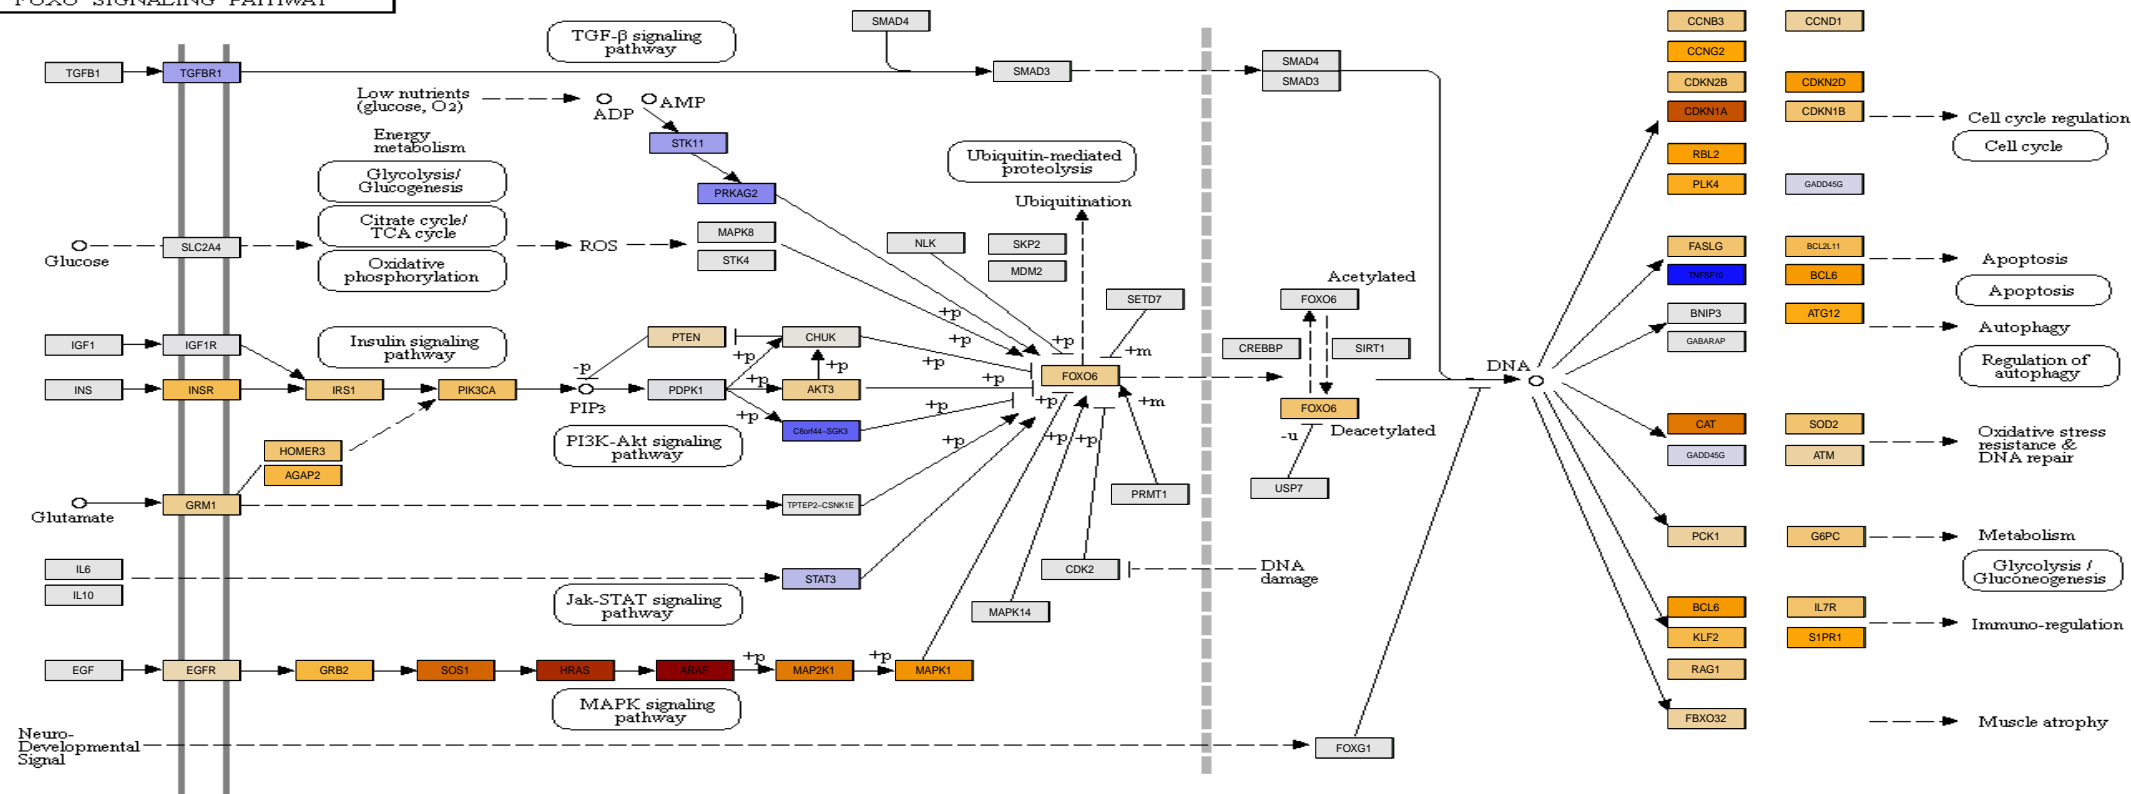 FOXO SIGNALING PATHWAY
SMAD4
CCNB3
CCND1
TGF-β signaling
pathway
CCNG2
TGFB1
TGFBR1
SMAD3
SMAD4
SMAD3
CDKN2B
CDKN2D
Low nutrients
(glucose, O2)
ADP
AMP
CDKN1A
CDKN1B
Cell cycle regulation
Energy
metabolism
STK11
Cell cycle
Ubiquitin-mediated
proteolysis
RBL2
Glycolysis/
Glucogenesis
PRKAG2
PLK4
GADD45G
Ubiquitination
Citrate cycle/
TCA cycle
MAPK8
Glucose
SLC2A4
ROS
STK4
NLK
SKP2
MDM2
FASLG
BCL2L11
Apoptosis
Oxidative
phosphorylation
Acetylated
TNFSF10
BCL6
Apoptosis
SETD7
FOXO6
BNIP3
ATG12
Autophagy
+p
+p
+m
GABARAP
IGF1
IGF1R
Insulin signaling
pathway
PTEN
CHUK
+p
CREBBP
SIRT1
Regulation of
autophagy
-p
+p
+p
+p
DNA
INS
INSR
IRS1
PIK3CA
PIP3
PDPK1
+p
AKT3
+p
FOXO6
+p
+m
FOXO6
+p
+p
C8orf44-SGK3
CAT
SOD2
Oxidative stress
resistance &
DNA repair
PI3K-Akt signaling
pathway
+p
+p
+p
-u
Deacetylated
HOMER3
AGAP2
GADD45G
ATM
USP7
Glutamate
GRM1
TPTEP2-CSNK1E
PRMT1
PCK1
G6PC
Metabolism
IL6
IL10
STAT3
CDK2
DNA
damage
Glycolysis /
Gluconeogenesis
Jak-STAT signaling
pathway
MAPK14
BCL6
IL7R
Immuno-regulation
KLF2
S1PR1
EGF
EGFR
GRB2
SOS1
HRAS
ARAF
+p
MAP2K1
+p
MAPK1
RAG1
MAPK signaling
pathway
FBXO32
Muscle atrophy
Neuro-
Developmental
Signal
FOXG1